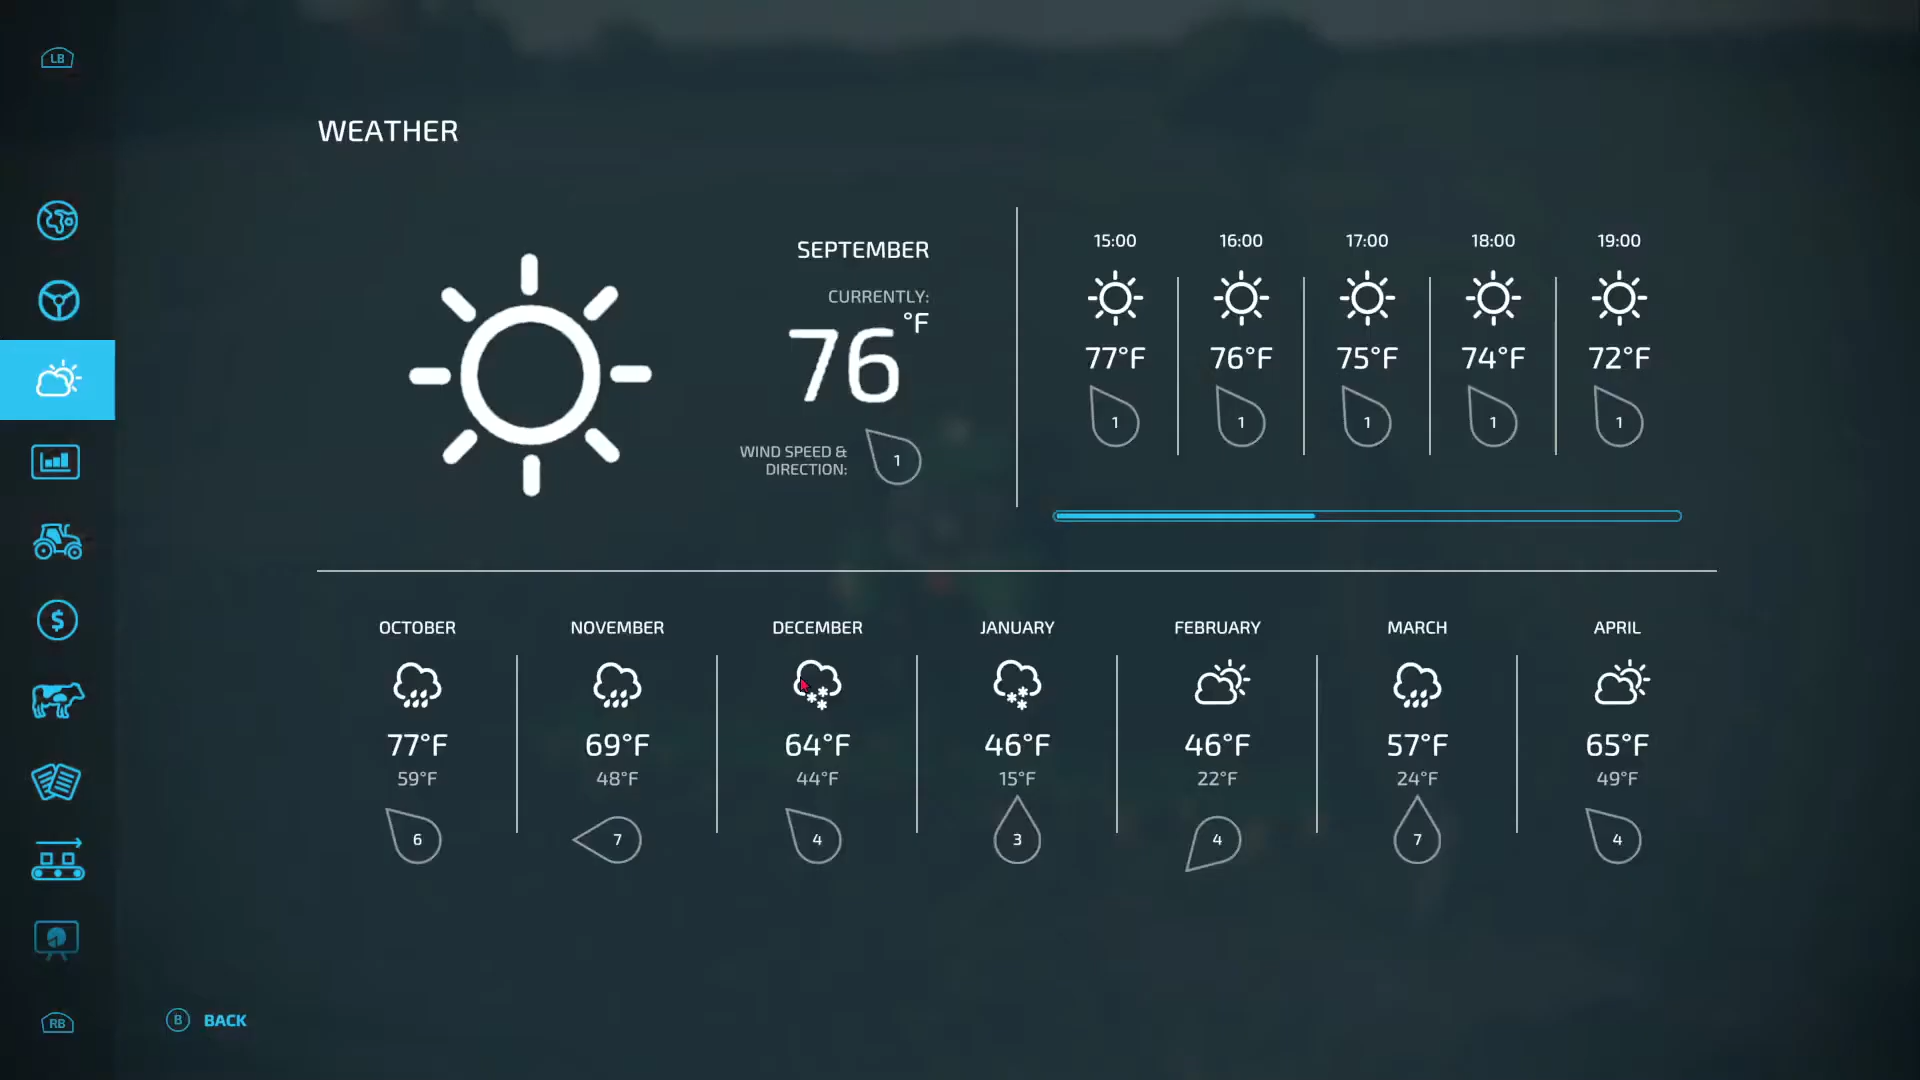 LB
WEATHER
SEPTEMBER
CURRENTLY:
76 °F
WIND SPEED &
DIRECTION:
1
15:00 16:00 17:00 18:00 19:00
77°F 76°F 75°F 74°F 72°F
1 1 1 1 1
OCTOBER NOVEMBER DECEMBER JANUARY FEBRUARY MARCH APRIL
77°F 69°F 64°F 46°F 46°F 57°F 65°F
59°F 48°F 44°F 15°F 22°F 24°F 49°F
6 7 4 3 4 7 4
$
RB
B BACK